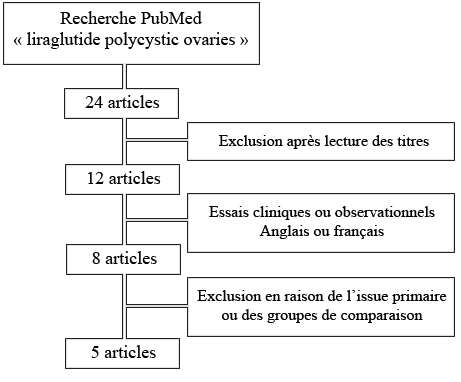 Recherche PubMed
« liraglutide polycystic ovaries »
24 articles
Exclusion après lecture des titres
12 articles
Essais cliniques ou observationnels
Anglais ou français
8 articles
Exclusion en raison de l’issue primaire
ou des groupes de comparaison
5 articles